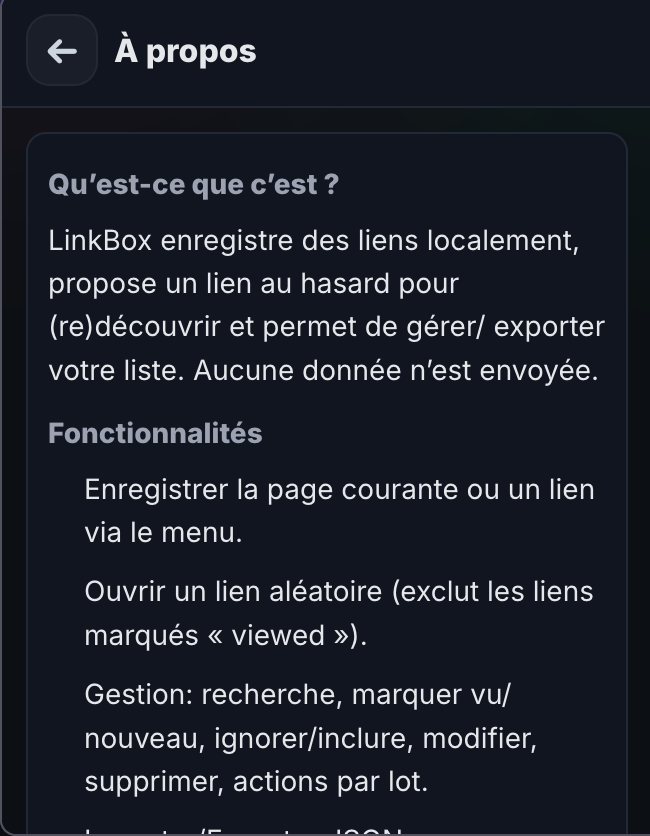 À propos
Qu’est-ce que c’est ?
LinkBox enregistre des liens localement,
propose un lien au hasard pour
(re)découvrir et permet de gérer/ exporter
votre liste. Aucune donnée n’est envoyée.
Fonctionnalités
Enregistrer la page courante ou un lien
via le menu.
Ouvrir un lien aléatoire (exclut les liens
marqués « viewed »).
Gestion: recherche, marquer vu/
nouveau, ignorer/inclure, modifier,
supprimer, actions par lot.